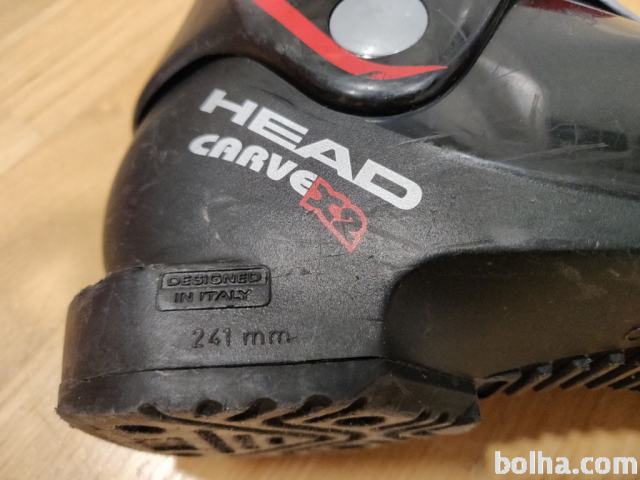 HEAD
CARVE X2
DESIGNED
IN ITALY
241 mm
bolha.com